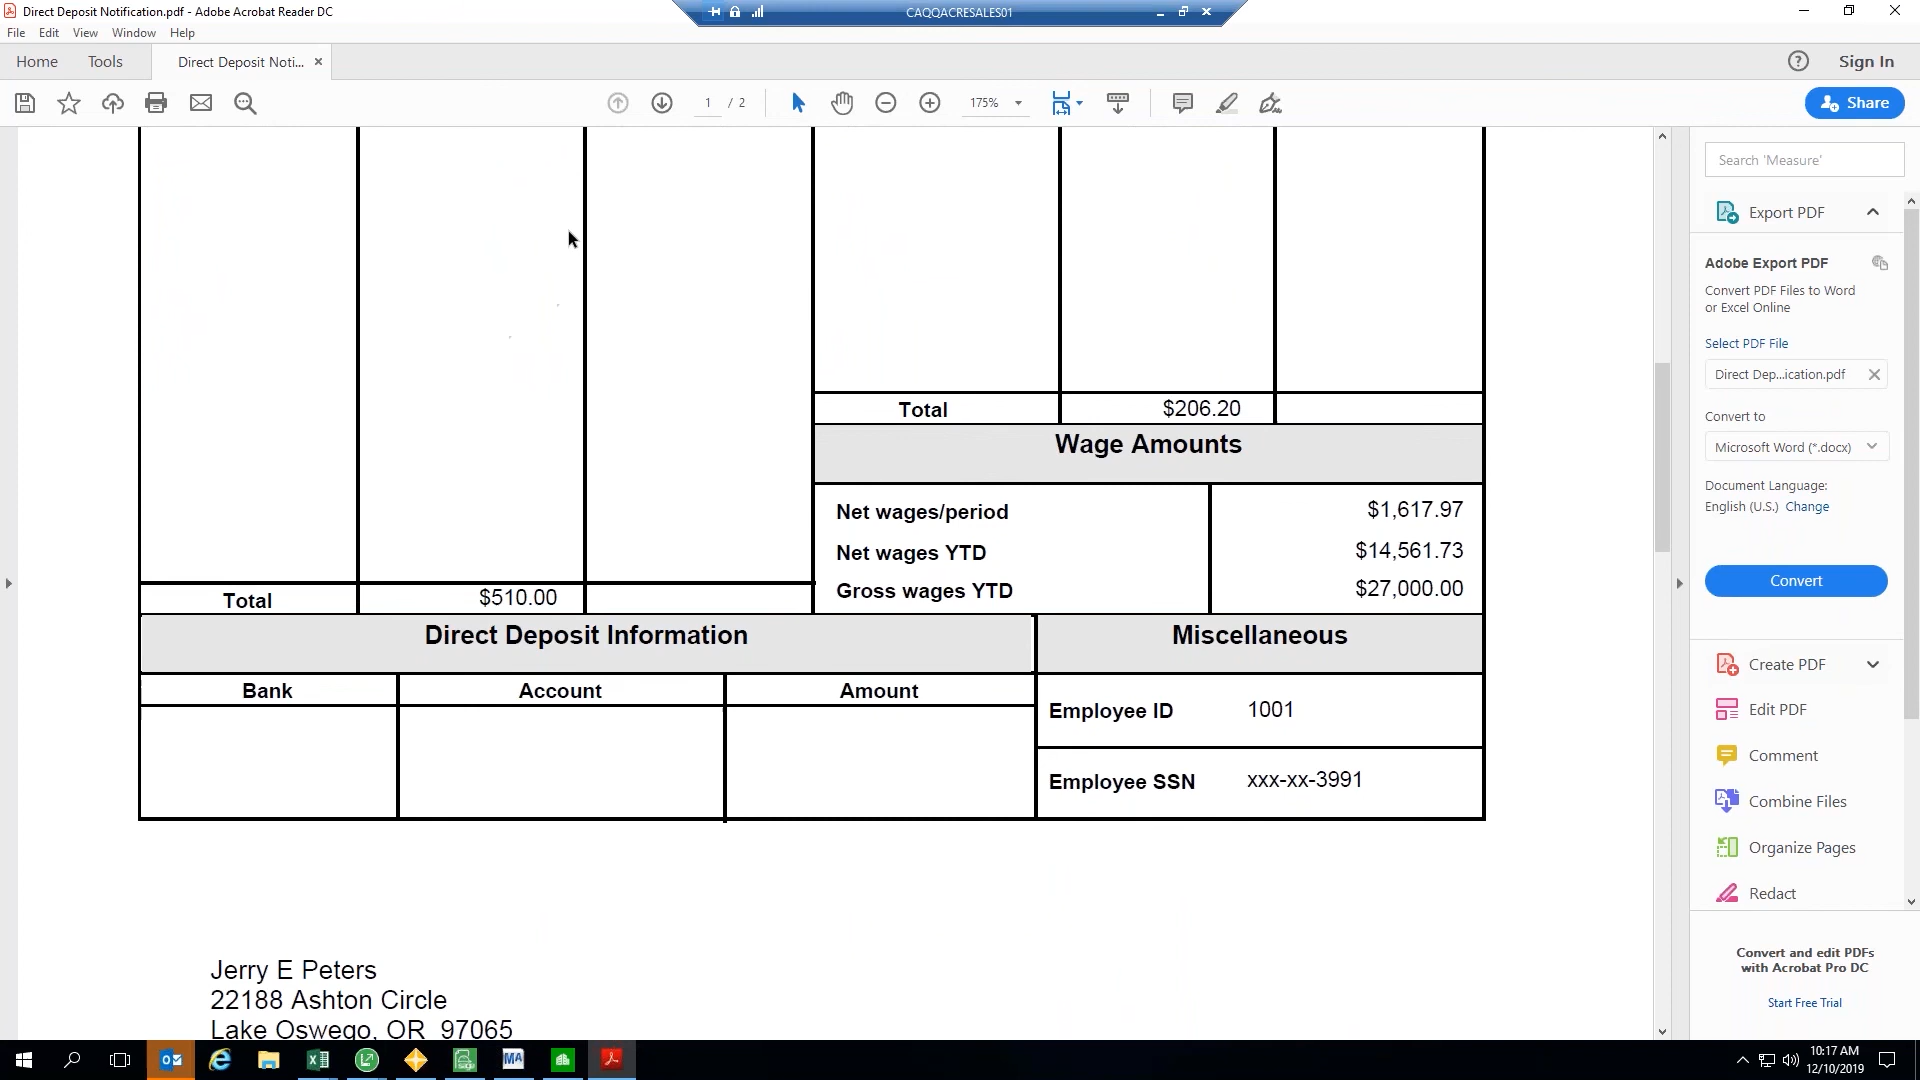 Direct Deposit Notification.pdf - Adobe Acrobat Reader DC
CAQQACRESALES01
File Edit View Window Help
Home Tools Direct Deposit Noti... × Sign In
1 / 2 175% Share
Total $206.20
Wage Amounts
Net wages/period $1,617.97
Net wages YTD $14,561.73
Gross wages YTD $27,000.00
Total $510.00
Direct Deposit Information Miscellaneous
Bank Account Amount
Employee ID 1001
Employee SSN xxx-xx-3991
Jerry E Peters
22188 Ashton Circle
Lake Oswego, OR 97065
Search 'Measure'
Export PDF
Adobe Export PDF
Convert PDF Files to Word
or Excel Online
Select PDF File
Direct Dep...ication.pdf
Convert to
Microsoft Word (*.docx)
Document Language:
English (U.S.) Change
Convert
Create PDF
Edit PDF
Comment
Combine Files
Organize Pages
Redact
Convert and edit PDFs
with Acrobat Pro DC
Start Free Trial
MA
10:17 AM
12/10/2019